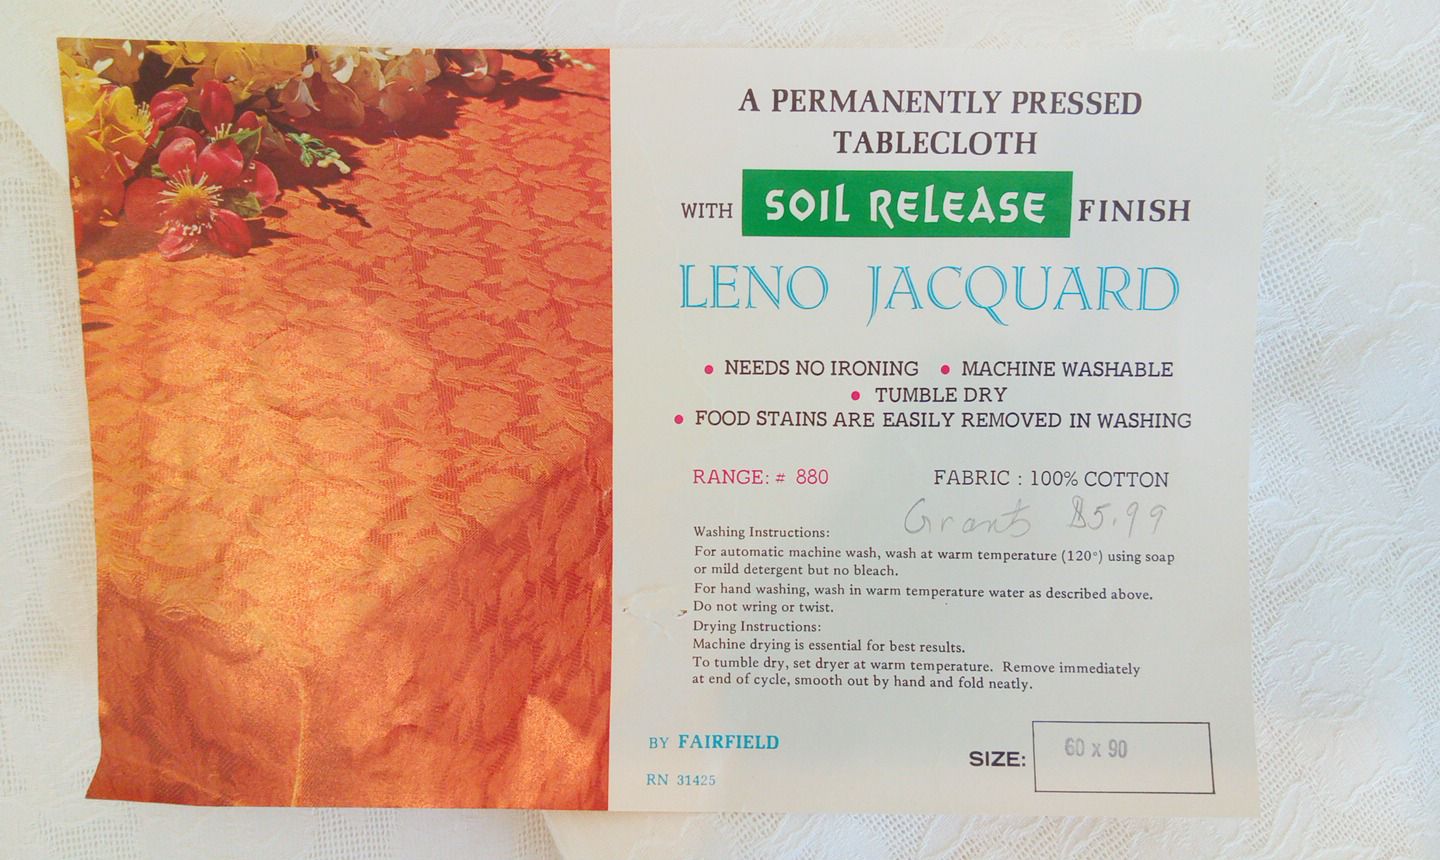 A PERMANENTLY PRESSED
TABLECLOTH
WITH SOIL RELEASE FINISH
LENO JACQUARD
• NEEDS NO IRONING • MACHINE WASHABLE
• TUMBLE DRY
• FOOD STAINS ARE EASILY REMOVED IN WASHING
RANGE: # 880 FABRIC : 100% COTTON
Grants $5.99
Washing Instructions:
For automatic machine wash, wash at warm temperature (120°) using soap
or mild detergent but no bleach.
For hand washing, wash in warm temperature water as described above.
Do not wring or twist.
Drying Instructions:
Machine drying is essential for best results.
To tumble dry, set dryer at warm temperature. Remove immediately
at end of cycle, smooth out by hand and fold neatly.
BY FAIRFIELD
SIZE: 60 x 90
RN 31425